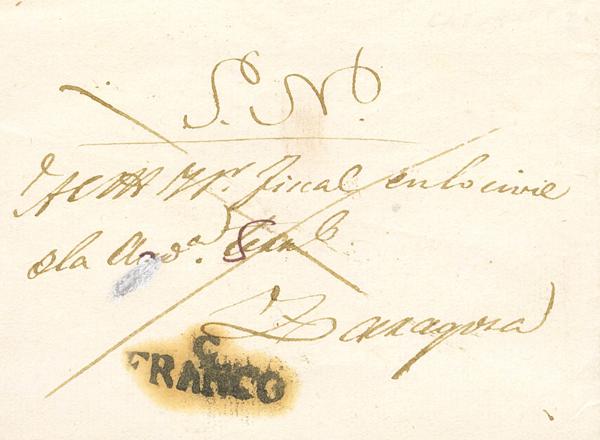 S. N.
Al Sr. Fiscal en lo civil
de la Aud.ª
Zaragoza
C.
FRANCO